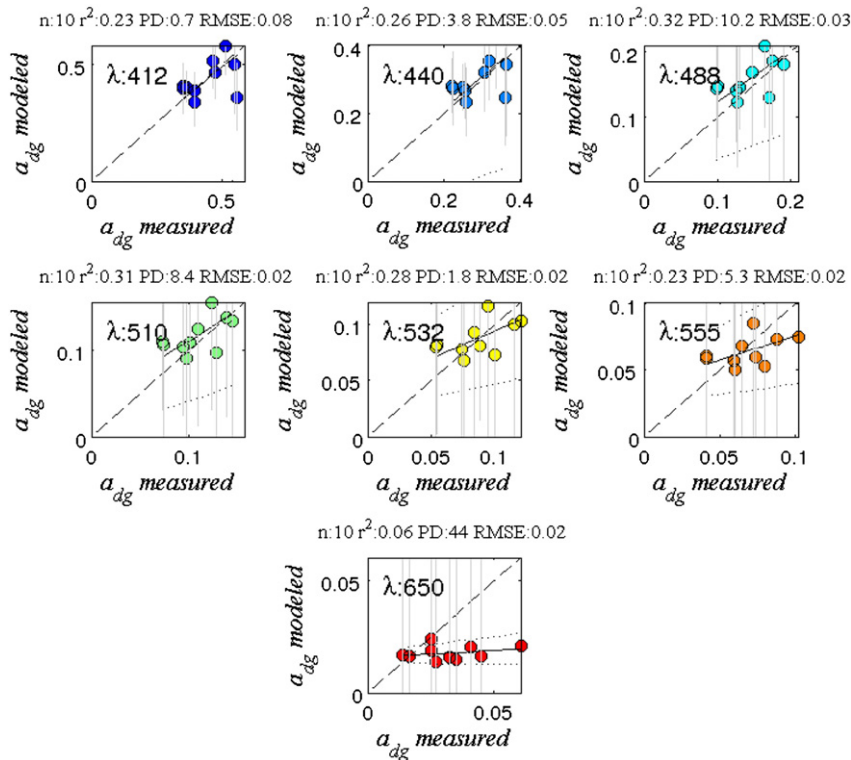 n:10 r²:0.23 PD:0.7 RMSE:0.08
n:10 r²:0.26 PD:3.8 RMSE:0.05
n:10 r²:0.32 PD:10.2 RMSE:0.03
λ:412
a_dg modeled
0.5
0
0
0.5
a_dg measured
λ:440
a_dg modeled
0.4
0.2
0
0
0.2
0.4
a_dg measured
λ:488
a_dg modeled
0.2
0.1
0
0
0.1
0.2
a_dg measured
n:10 r²:0.31 PD:8.4 RMSE:0.02
n:10 r²:0.28 PD:1.8 RMSE:0.02
n:10 r²:0.23 PD:5.3 RMSE:0.02
λ:510
a_dg modeled
0.1
0
0
0.1
a_dg measured
λ:532
a_dg modeled
0.1
0.05
0
0
0.05
0.1
a_dg measured
λ:555
a_dg modeled
0.1
0.05
0
0
0.05
0.1
a_dg measured
n:10 r²:0.06 PD:44 RMSE:0.02
λ:650
a_dg modeled
0.05
0
0
0.05
a_dg measured